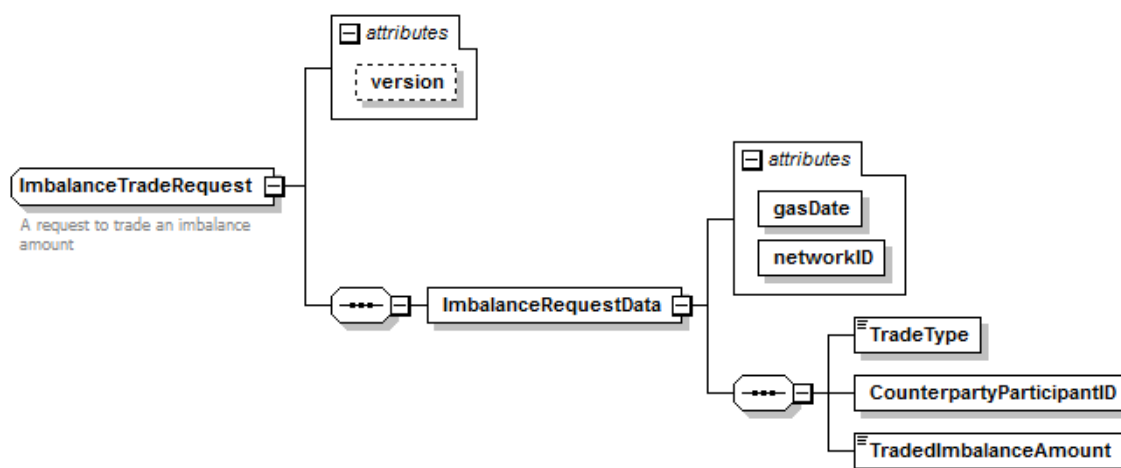 attributes
version
ImbalanceTradeRequest
A request to trade an imbalance
amount
attributes
gasDate
networkID
ImbalanceRequestData
TradeType
CounterpartyParticipantID
TradedImbalanceAmount